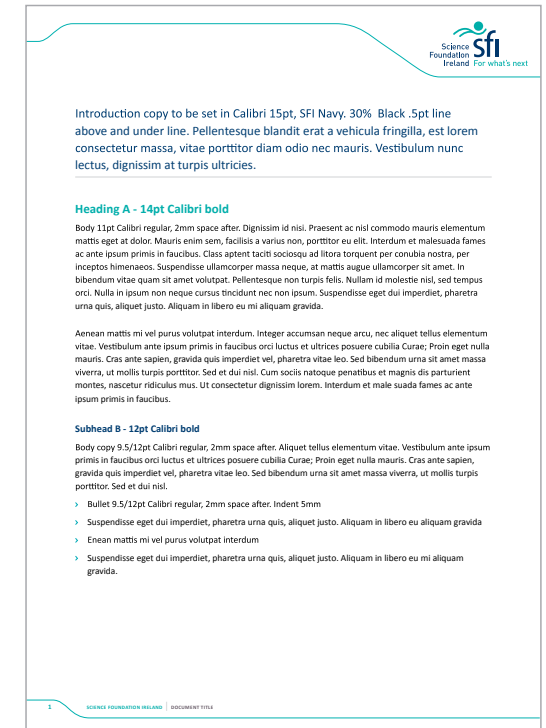 Science
Foundation
Ireland
sfi
For what's next
Introduction copy to be set in Calibri 15pt, SFI Navy. 30%  Black .5pt line
above and under line. Pellentesque blandit erat a vehicula fringilla, est lorem
consectetur massa, vitae porttitor diam odio nec mauris. Vestibulum nunc
lectus, dignissim at turpis ultricies.
Heading A - 14pt Calibri bold
Body 11pt Calibri regular, 2mm space after. Dignissim id nisi. Praesent ac nisl commodo mauris elementum
mattis eget at dolor. Mauris enim sem, facilisis a varius non, porttitor eu elit. Interdum et malesuada fames
ac ante ipsum primis in faucibus. Class aptent taciti sociosqu ad litora torquent per conubia nostra, per
inceptos himenaeos. Suspendisse ullamcorper massa neque, at mattis augue ullamcorper sit amet. In
bibendum vitae quam sit amet volutpat. Pellentesque non turpis felis. Nullam id molestie nisl, sed tempus
orci. Nulla in ipsum non neque cursus tincidunt nec non ipsum. Suspendisse eget dui imperdiet, pharetra
urna quis, aliquet justo. Aliquam in libero eu mi aliquam gravida.
Aenean mattis mi vel purus volutpat interdum. Integer accumsan neque arcu, nec aliquet tellus elementum
vitae. Vestibulum ante ipsum primis in faucibus orci luctus et ultrices posuere cubilia Curae; Proin eget nulla
mauris. Cras ante sapien, gravida quis imperdiet vel, pharetra vitae leo. Sed bibendum urna sit amet massa
viverra, ut mollis turpis porttitor. Sed et dui nisl. Cum sociis natoque penatibus et magnis dis parturient
montes, nascetur ridiculus mus. Ut consectetur dignissim lorem. Interdum et male suada fames ac ante
ipsum primis in faucibus.
Subhead B - 12pt Calibri bold
Body copy 9.5/12pt Calibri regular, 2mm space after. Aliquet tellus elementum vitae. Vestibulum ante ipsum
primis in faucibus orci luctus et ultrices posuere cubilia Curae; Proin eget nulla mauris. Cras ante sapien,
gravida quis imperdiet vel, pharetra vitae leo. Sed bibendum urna sit amet massa viverra, ut mollis turpis
porttitor. Sed et dui nisl.
› Bullet 9.5/12pt Calibri regular, 2mm space after. Indent 5mm
› Suspendisse eget dui imperdiet, pharetra urna quis, aliquet justo. Aliquam in libero eu aliquam gravida
› Enean mattis mi vel purus volutpat interdum
› Suspendisse eget dui imperdiet, pharetra urna quis, aliquet justo. Aliquam in libero eu mi aliquam
gravida.
1 SCIENCE FOUNDATION IRELAND | DOCUMENT TITLE